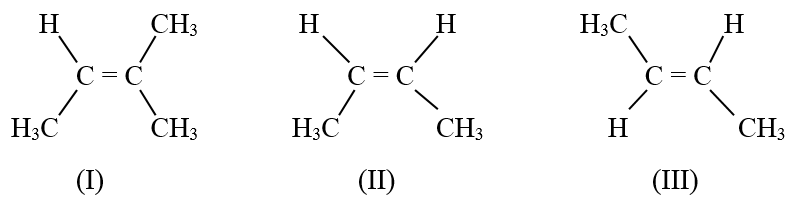 H CH₃ H H H₃C H
C = C C = C C = C
H₃C CH₃ H₃C CH₃ H CH₃
(I) (II) (III)